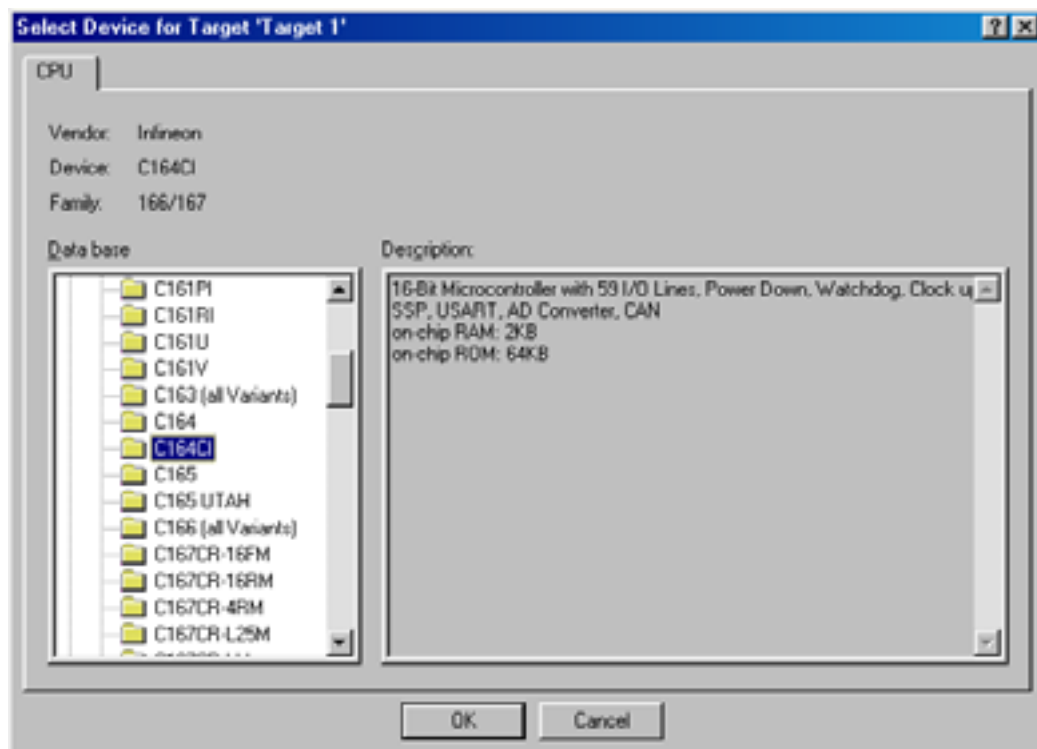 Select Device for Target 'Target 1'
CPU
Vendor: Infineon
Device: C164CI
Family: 166/167
Data base
Description:
C161PI
C161RI
C161U
C161V
C163 (all Variants)
C164
C164CI
C165
C165 UTAH
C166 (all Variants)
C167CR-16FM
C167CR-16RM
C167CR-4RM
C167CR-L25M
16-Bit Microcontroller with 59 I/O Lines, Power Down, Watchdog, Clock
SSP, USART, AD Converter, CAN
on-chip RAM: 2KB
on-chip ROM: 64KB
OK
Cancel